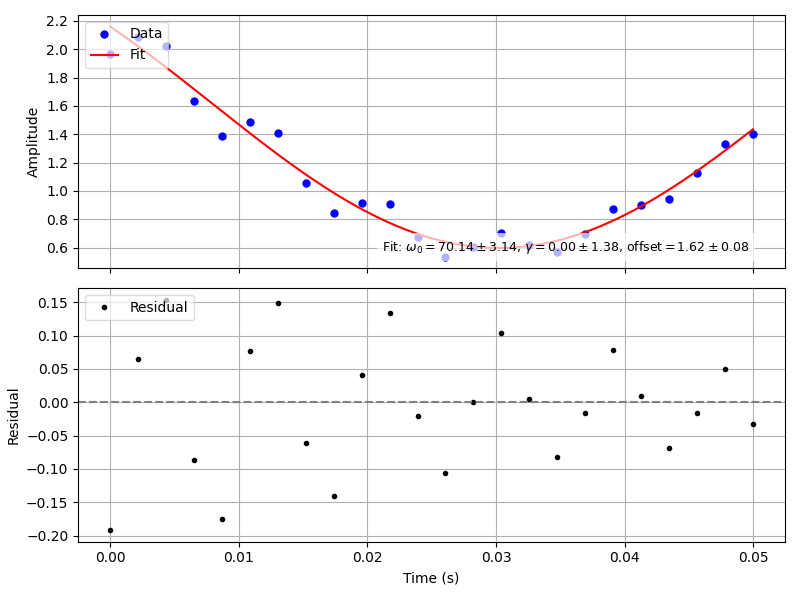 2.2
2.0
1.8
1.6
1.4
1.2
1.0
0.8
0.6
Amplitude
Data
Fit
Fit: ω₀ = 70.14 ± 3.14, γ = 0.00 ± 1.38, offset = 1.62 ± 0.08
0.15
0.10
0.05
0.00
−0.05
−0.10
−0.15
−0.20
Residual
Residual
0.00 0.01 0.02 0.03 0.04 0.05
Time (s)